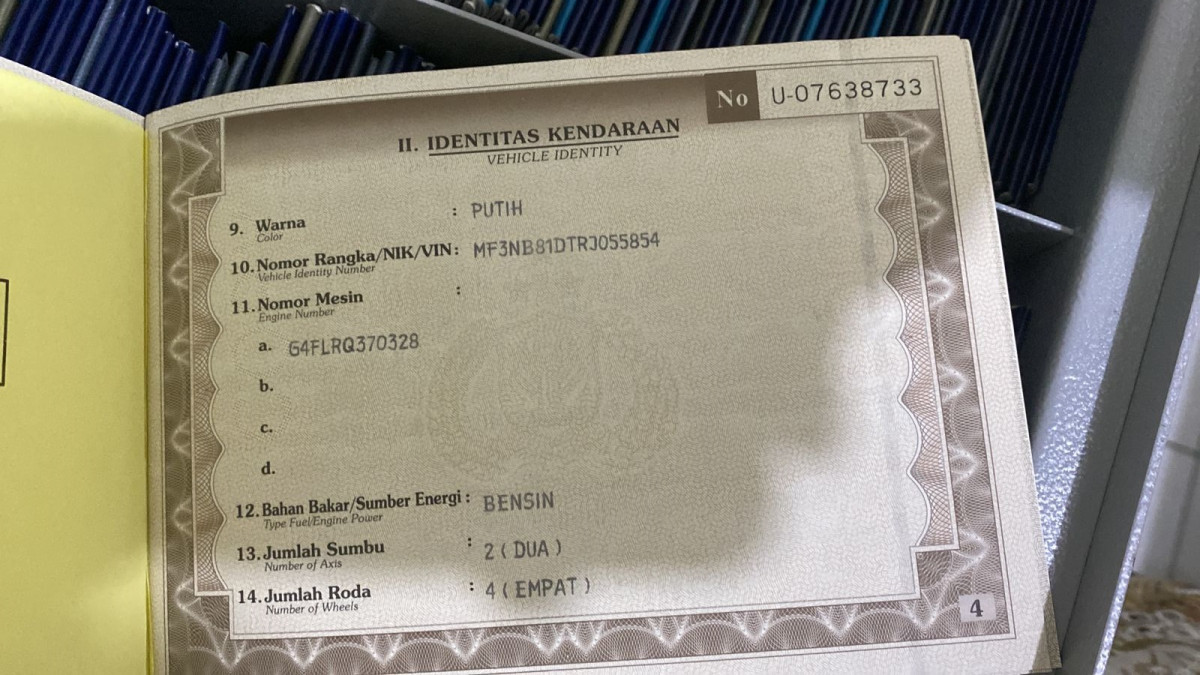 No U-07638733
II. IDENTITAS KENDARAAN
VEHICLE IDENTITY
9. Warna : PUTIH
Color
10. Nomor Rangka/NIK/VIN : MF3NB81DTRJ055854
Vehicle Identity Number
11. Nomor Mesin :
Engine Number
a. G4FLRQ370328
b.
c.
d.
12. Bahan Bakar/Sumber Energi : BENSIN
Type Fuel/Engine Power
13. Jumlah Sumbu : 2 ( DUA )
Number of Axis
14. Jumlah Roda : 4 ( EMPAT )
Number of Wheels
4